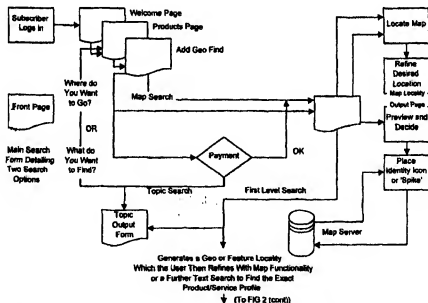 Subscriber
Logs in
Welcome Page
Products Page
Add Geo Find
Where do
You Want
to Go?
Map Search
Front Page
OR
Main Search
Form Detailing
Two Search
Options
What do
You Want
to Find?
Payment
OK
Topic Search
First Level Search
Topic
Output
Form
Map Server
Locate Map
Refine
Desired
Location
Map Locality
Output Page
Preview and
Decide
Place
Identity Icon
or 'Spike'
Generates a Geo or Feature Locality
Which the User Then Refines With Map Functionality
or a Further Text Search to Find the Exact
Product/Service Profile
(To FIG 2 (cont))